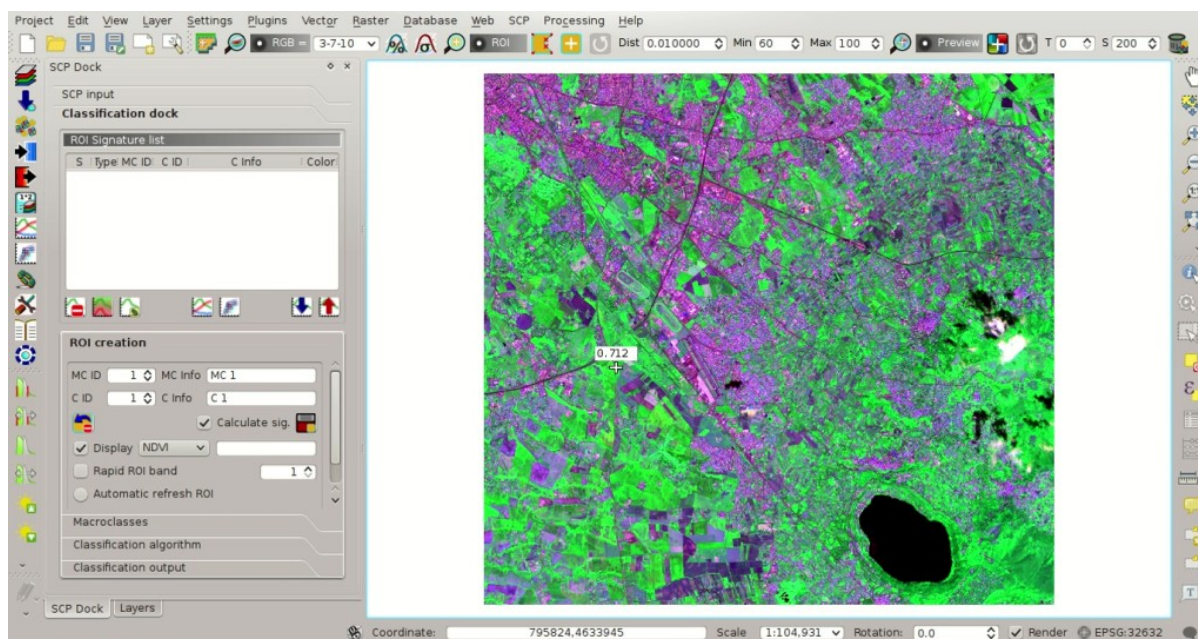 Project Edit View Layer Settings Plugins Vector Raster Database Web SCP Processing Help
RGB = 3-7-10 ROI Dist 0.010000 Min 60 Max 100 Preview T 0 S 200
SCP Dock
SCP input
Classification dock
ROI Signature list
S Type MC ID C ID C Info Color
ROI creation
MC ID 1 MC Info MC 1
C ID 1 C Info C 1
Calculate sig.
Display NDVI
Rapid ROI band 1
Automatic refresh ROI
Macroclasses
Classification algorithm
Classification output
SCP Dock Layers
0.712
Coordinate: 795824,4633945 Scale 1:104,931 Rotation: 0.0 Render EPSG:32632